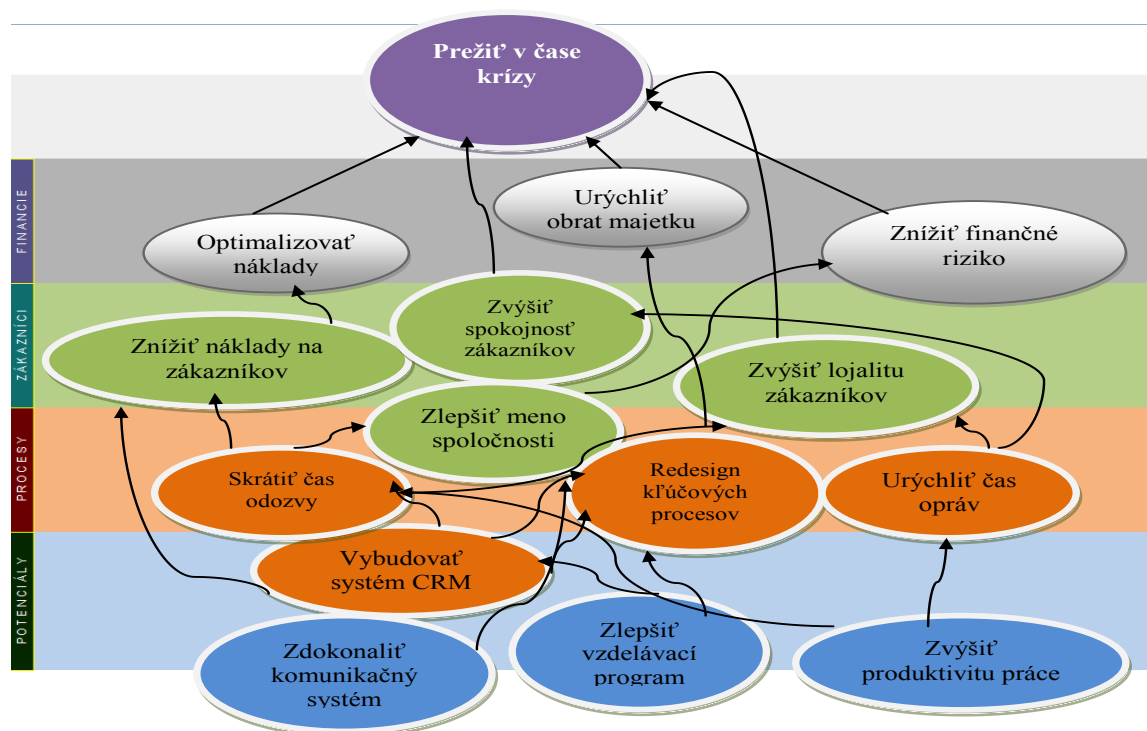 Prežiť v čase
krízy
FINANCIE
Urýchliť
obrat majetku
Optimalizovať
náklady
Znížiť finančné
riziko
ZÁKAZNÍCI
Zvýšiť
spokojnosť
zákazníkov
Znížiť náklady na
zákazníkov
Zvýšiť lojalitu
zákazníkov
Zlepšiť meno
spoločnosti
PROCESY
Skrátiť čas
odozvy
Redesign
kľúčových
procesov
Urýchliť čas
opráv
Vybudovať
systém CRM
POTENCIÁLY
Zdokonaliť
komunikačný
systém
Zlepšiť
vzdelávací
program
Zvýšiť
produktivitu práce